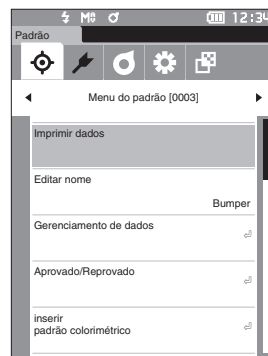 12:34
Padrão
Menu do padrão [0003]
Imprimir dados
Editar nome
Bumper
Gerenciamento de dados
Aprovado/Reprovado
inserir
padrão colorimétrico